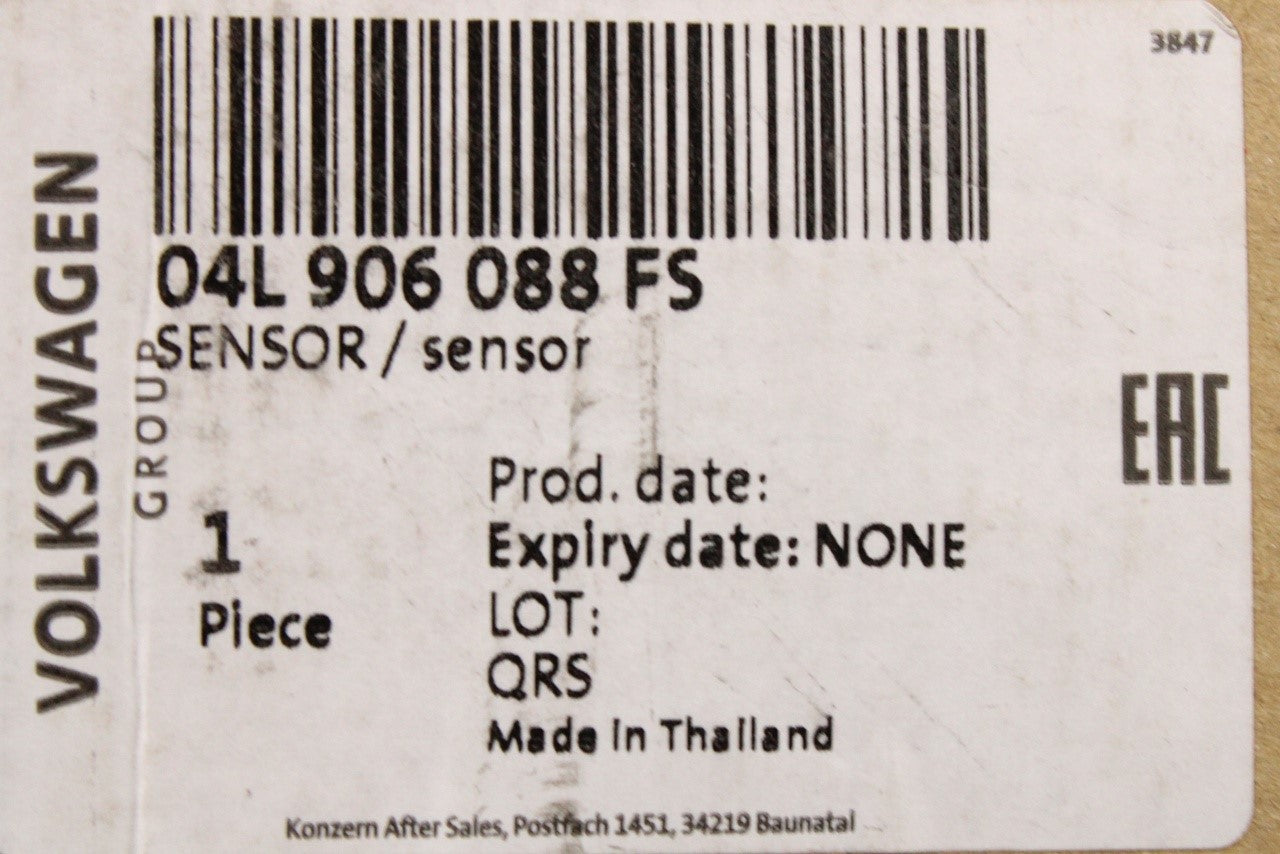 3847
VOLKSWAGEN
GROUP
04L 906 088 FS
SENSOR / sensor
EAC
1
Piece
Prod. date:
Expiry date: NONE
LOT:
QRS
Made in Thailand
Konzern After Sales, Postfach 1451, 34219 Baunatal